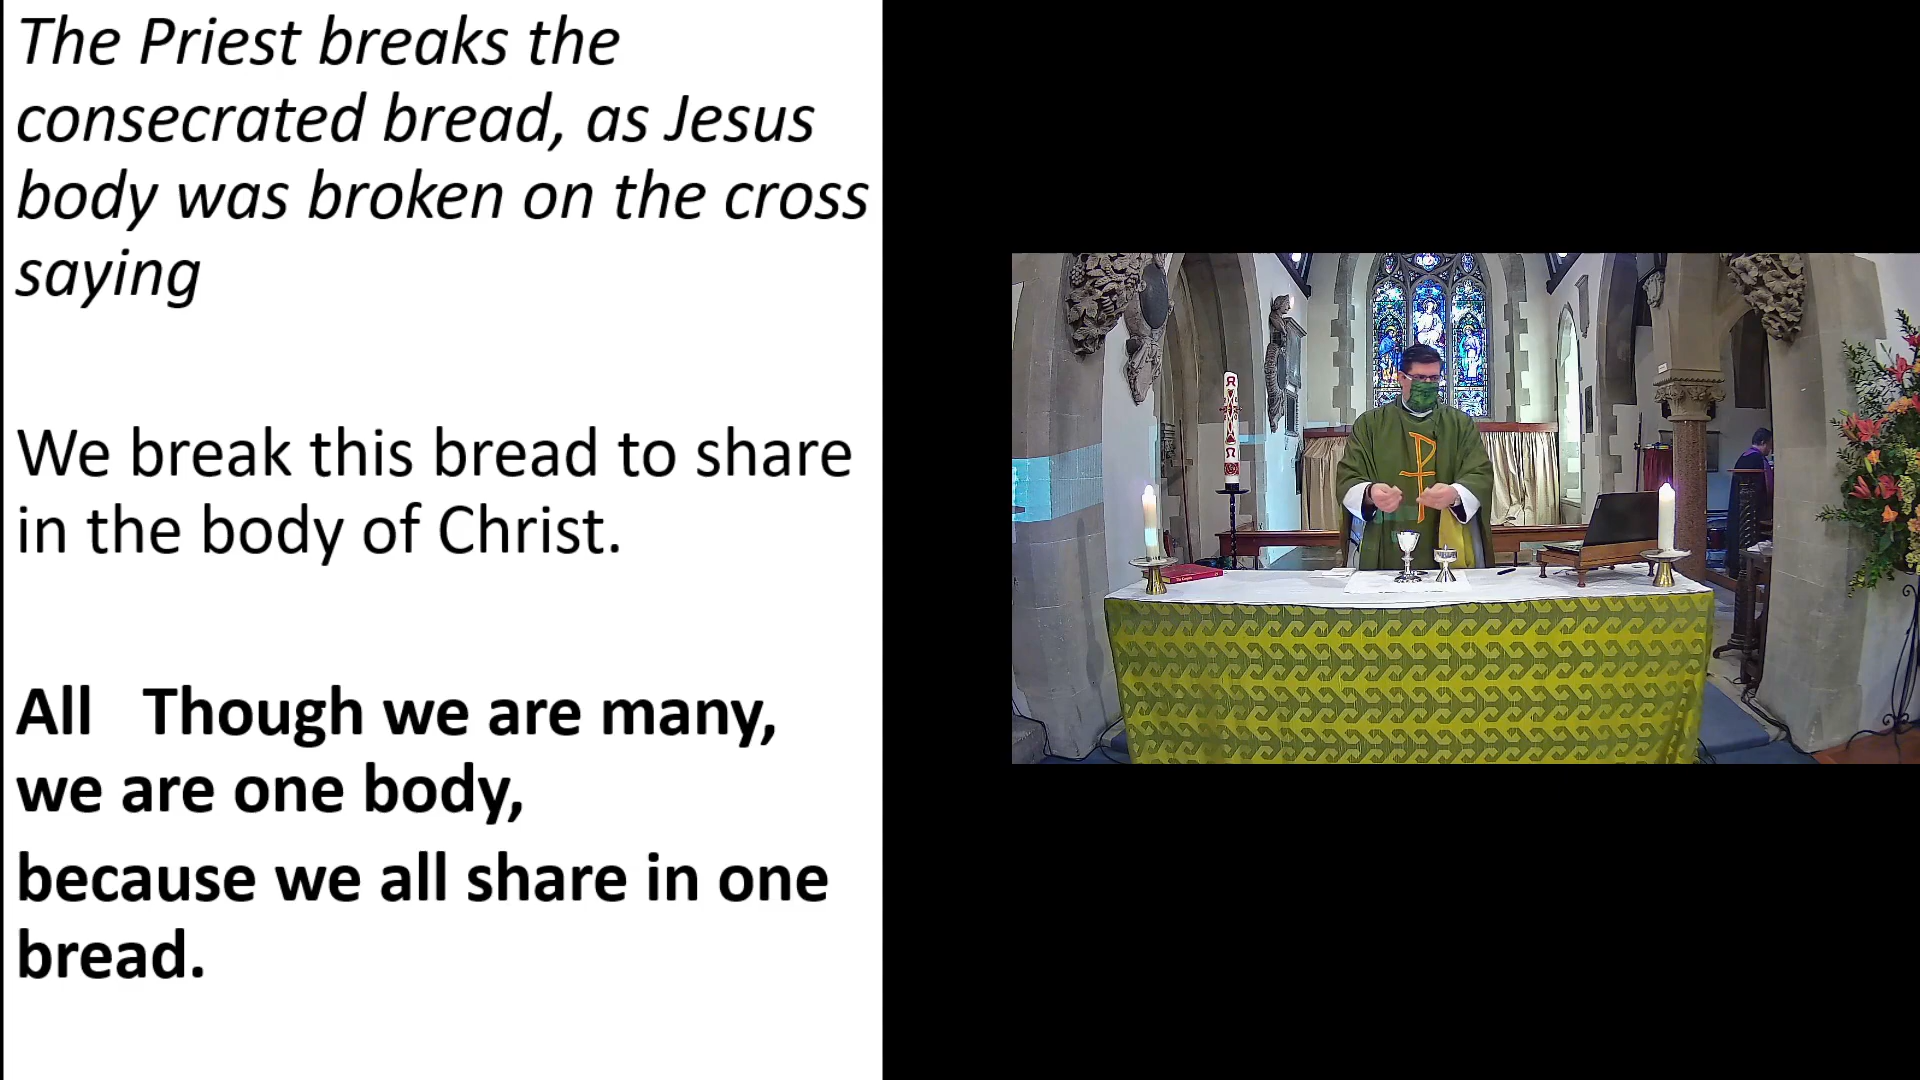 The Priest breaks the
consecrated bread, as Jesus
body was broken on the cross
saying
We break this bread to share
in the body of Christ.
All   Though we are many,
we are one body,
because we all share in one
bread.